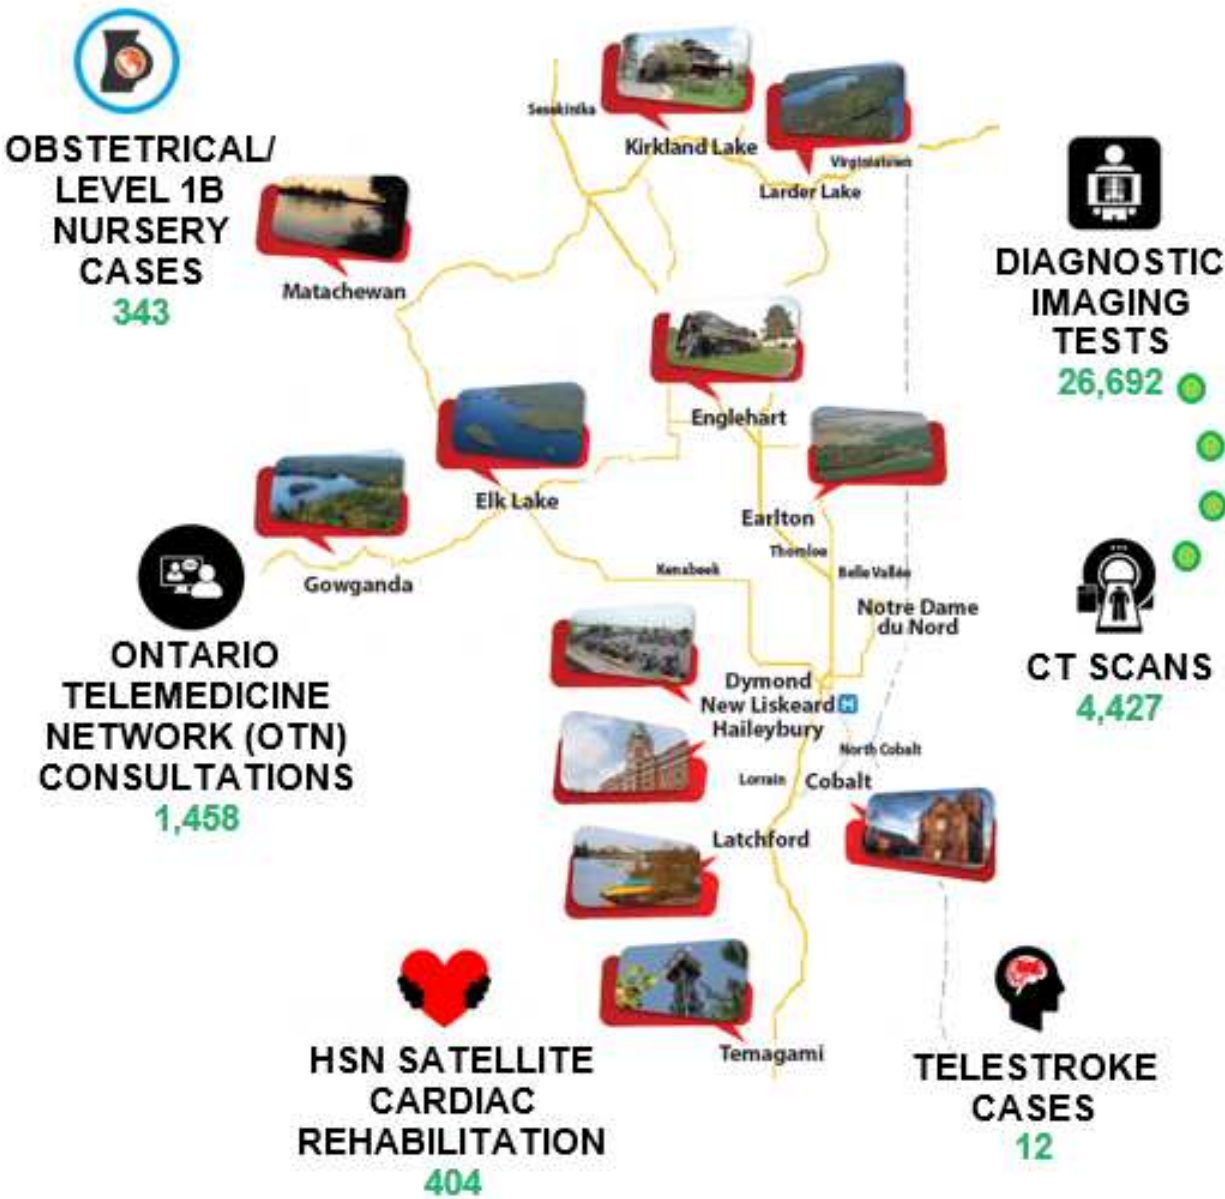 OBSTETRICAL/
LEVEL 1B
NURSERY
CASES
343
Sesekinika
Kirkland Lake
Virginiatown
Larder Lake
Matachewan
DIAGNOSTIC
IMAGING
TESTS
26,692
Englehart
Elk Lake
Earlton
Thornloe
Gowganda
Kenabeek
Belle Vallée
Notre Dame
du Nord
ONTARIO
TELEMEDICINE
NETWORK (OTN)
CONSULTATIONS
1,458
CT SCANS
4,427
Dymond
New Liskeard H
Haileybury
North Cobalt
Lorrain
Cobalt
Latchford
Temagami
HSN SATELLITE
CARDIAC
REHABILITATION
404
TELESTROKE
CASES
12